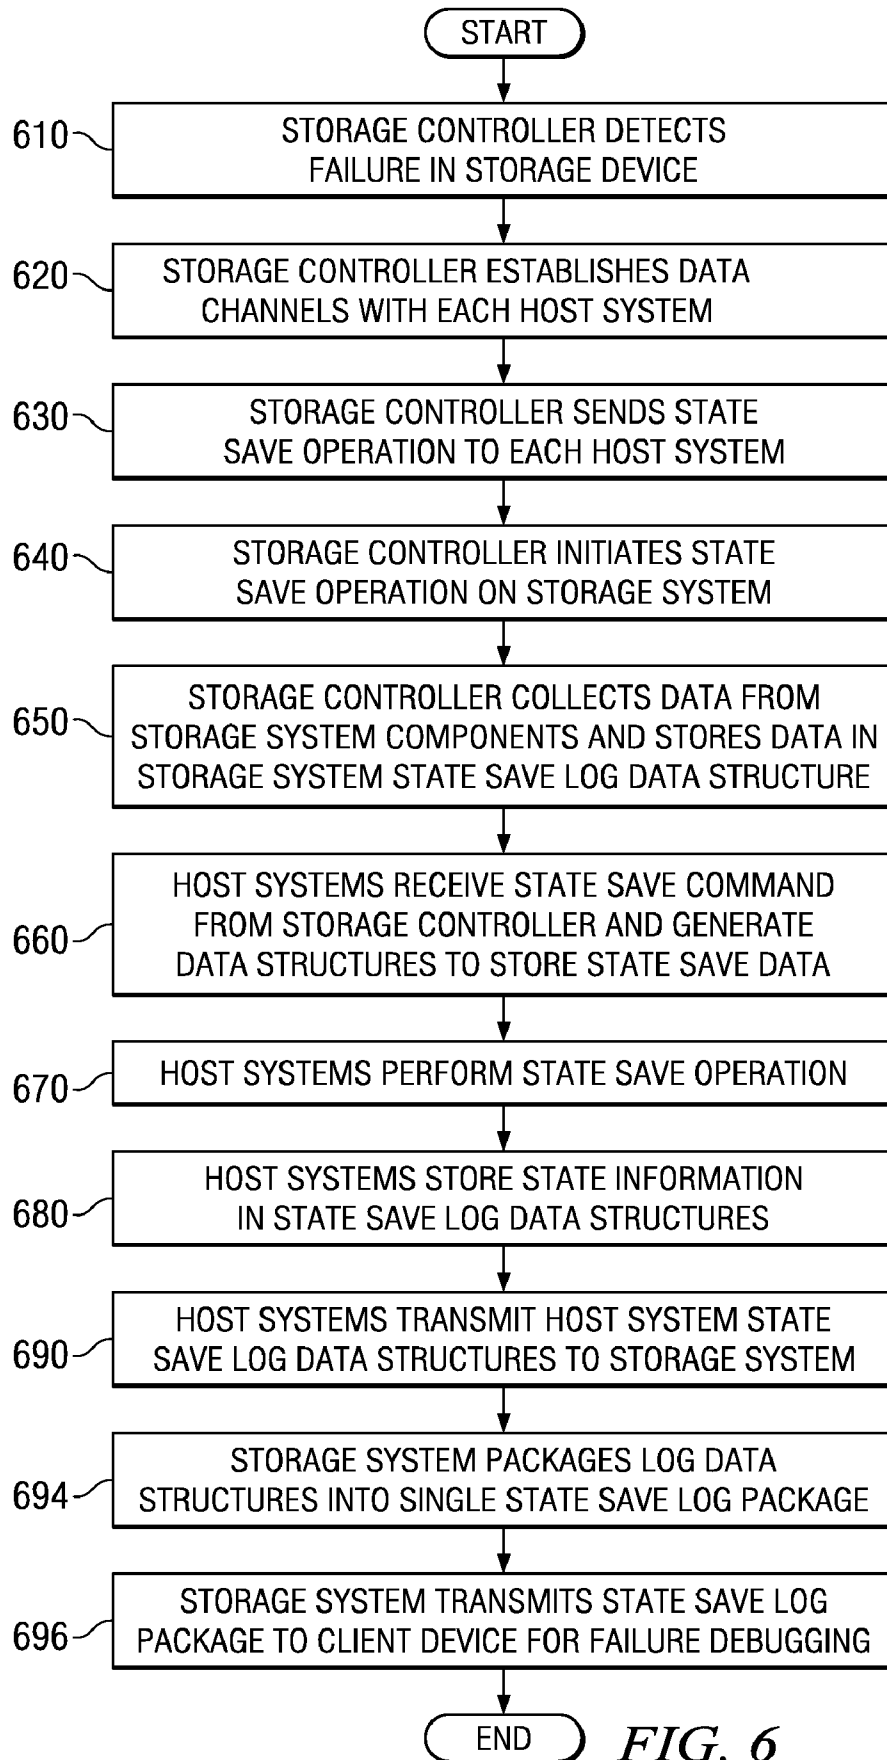 START
610
STORAGE CONTROLLER DETECTS
FAILURE IN STORAGE DEVICE
620
STORAGE CONTROLLER ESTABLISHES DATA
CHANNELS WITH EACH HOST SYSTEM
630
STORAGE CONTROLLER SENDS STATE
SAVE OPERATION TO EACH HOST SYSTEM
640
STORAGE CONTROLLER INITIATES STATE
SAVE OPERATION ON STORAGE SYSTEM
650
STORAGE CONTROLLER COLLECTS DATA FROM
STORAGE SYSTEM COMPONENTS AND STORES DATA IN
STORAGE SYSTEM STATE SAVE LOG DATA STRUCTURE
660
HOST SYSTEMS RECEIVE STATE SAVE COMMAND
FROM STORAGE CONTROLLER AND GENERATE
DATA STRUCTURES TO STORE STATE SAVE DATA
670
HOST SYSTEMS PERFORM STATE SAVE OPERATION
680
HOST SYSTEMS STORE STATE INFORMATION
IN STATE SAVE LOG DATA STRUCTURES
690
HOST SYSTEMS TRANSMIT HOST SYSTEM STATE
SAVE LOG DATA STRUCTURES TO STORAGE SYSTEM
694
STORAGE SYSTEM PACKAGES LOG DATA
STRUCTURES INTO SINGLE STATE SAVE LOG PACKAGE
696
STORAGE SYSTEM TRANSMITS STATE SAVE LOG
PACKAGE TO CLIENT DEVICE FOR FAILURE DEBUGGING
END
FIG. 6